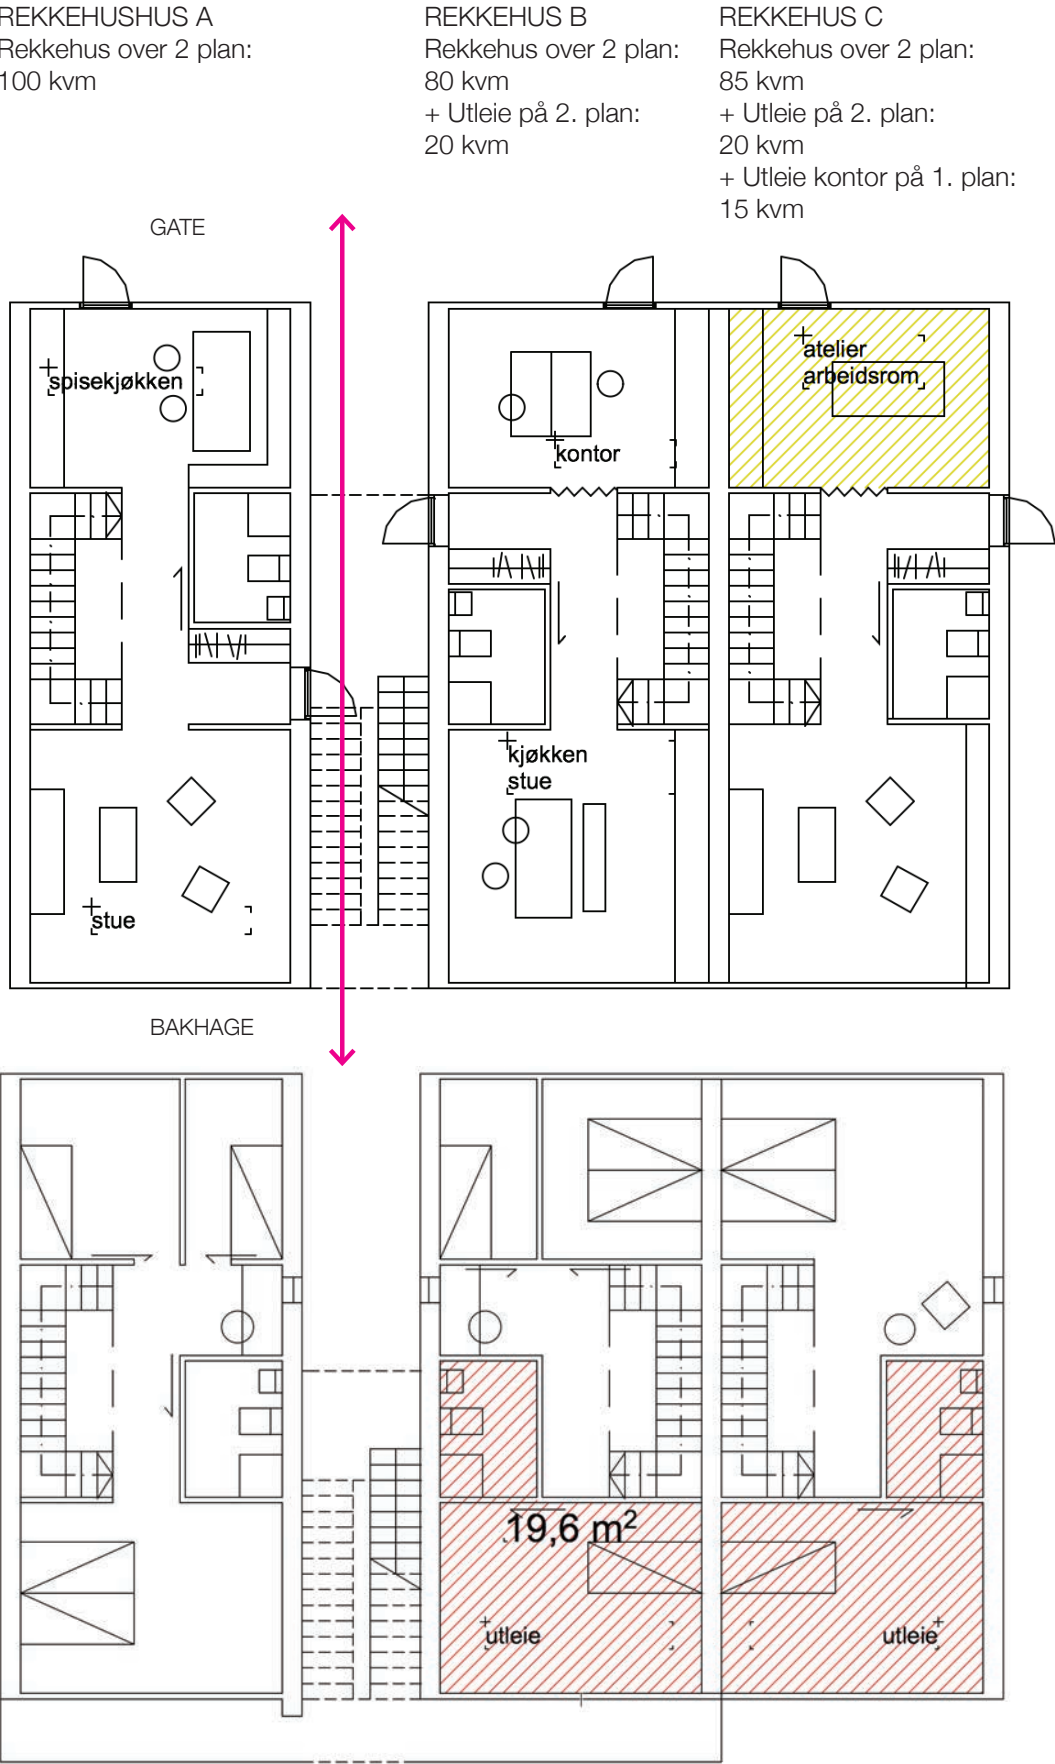 REKKEHUSHUS A
Rekkehus over 2 plan:
100 kvm
REKKEHUS B
Rekkehus over 2 plan:
80 kvm
+ Utleie på 2. plan:
20 kvm
REKKEHUS C
Rekkehus over 2 plan:
85 kvm
+ Utleie på 2. plan:
20 kvm
+ Utleie kontor på 1. plan:
15 kvm
GATE
spisekjøkken
kontor
atelier
arbeidsrom
kjøkken
stue
stue
BAKHAGE
19,6 m²
utleie
utleie